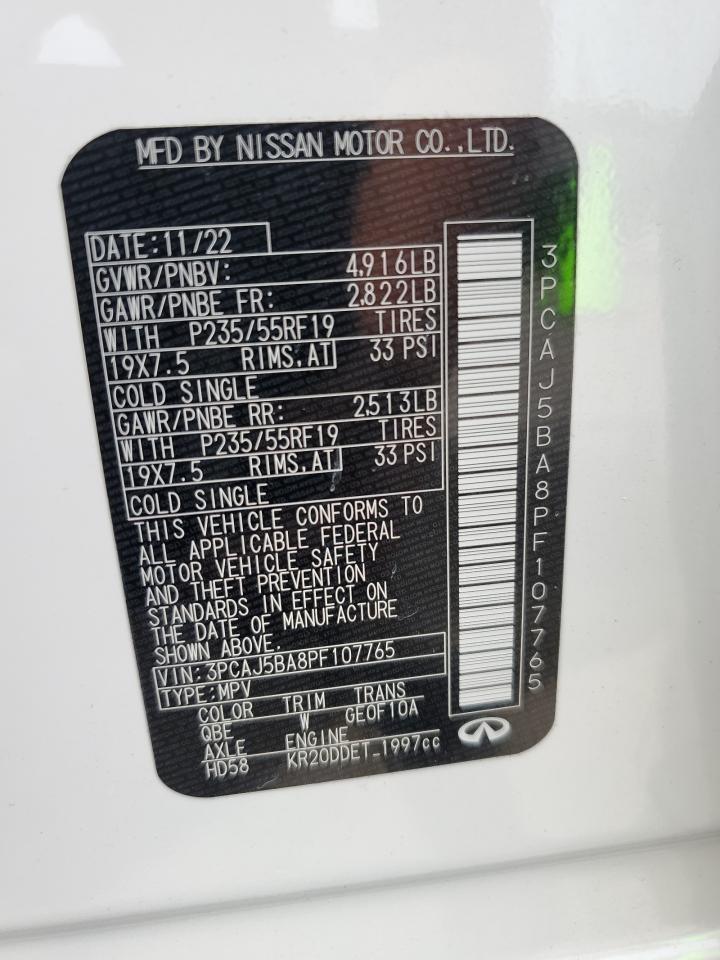 MFD BY NISSAN MOTOR CO.,LTD.
DATE:11/22
GVWR/PNBV: 4,916LB
GAWR/PNBE FR: 2,822LB
WITH P235/55RF19 TIRES
19X7.5 RIMS,AT 33 PSI
COLD SINGLE
GAWR/PNBE RR: 2,513LB
WITH P235/55RF19 TIRES
19X7.5 RIMS,AT 33 PSI
COLD SINGLE
THIS VEHICLE CONFORMS TO
ALL APPLICABLE FEDERAL
MOTOR VEHICLE SAFETY
AND THEFT PREVENTION
STANDARDS IN EFFECT ON
THE DATE OF MANUFACTURE
SHOWN ABOVE.
VIN:3PCAJ5BA8PF107765
TYPE:MPV
COLOR TRIM TRANS
QBE W GEOF10A
AXLE ENGINE
HD58 KR20DDET_1997cc
3PCAJ5BA8PF107765